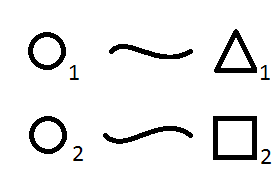 ○₁ ~ △₁
○₂ ~ □₂